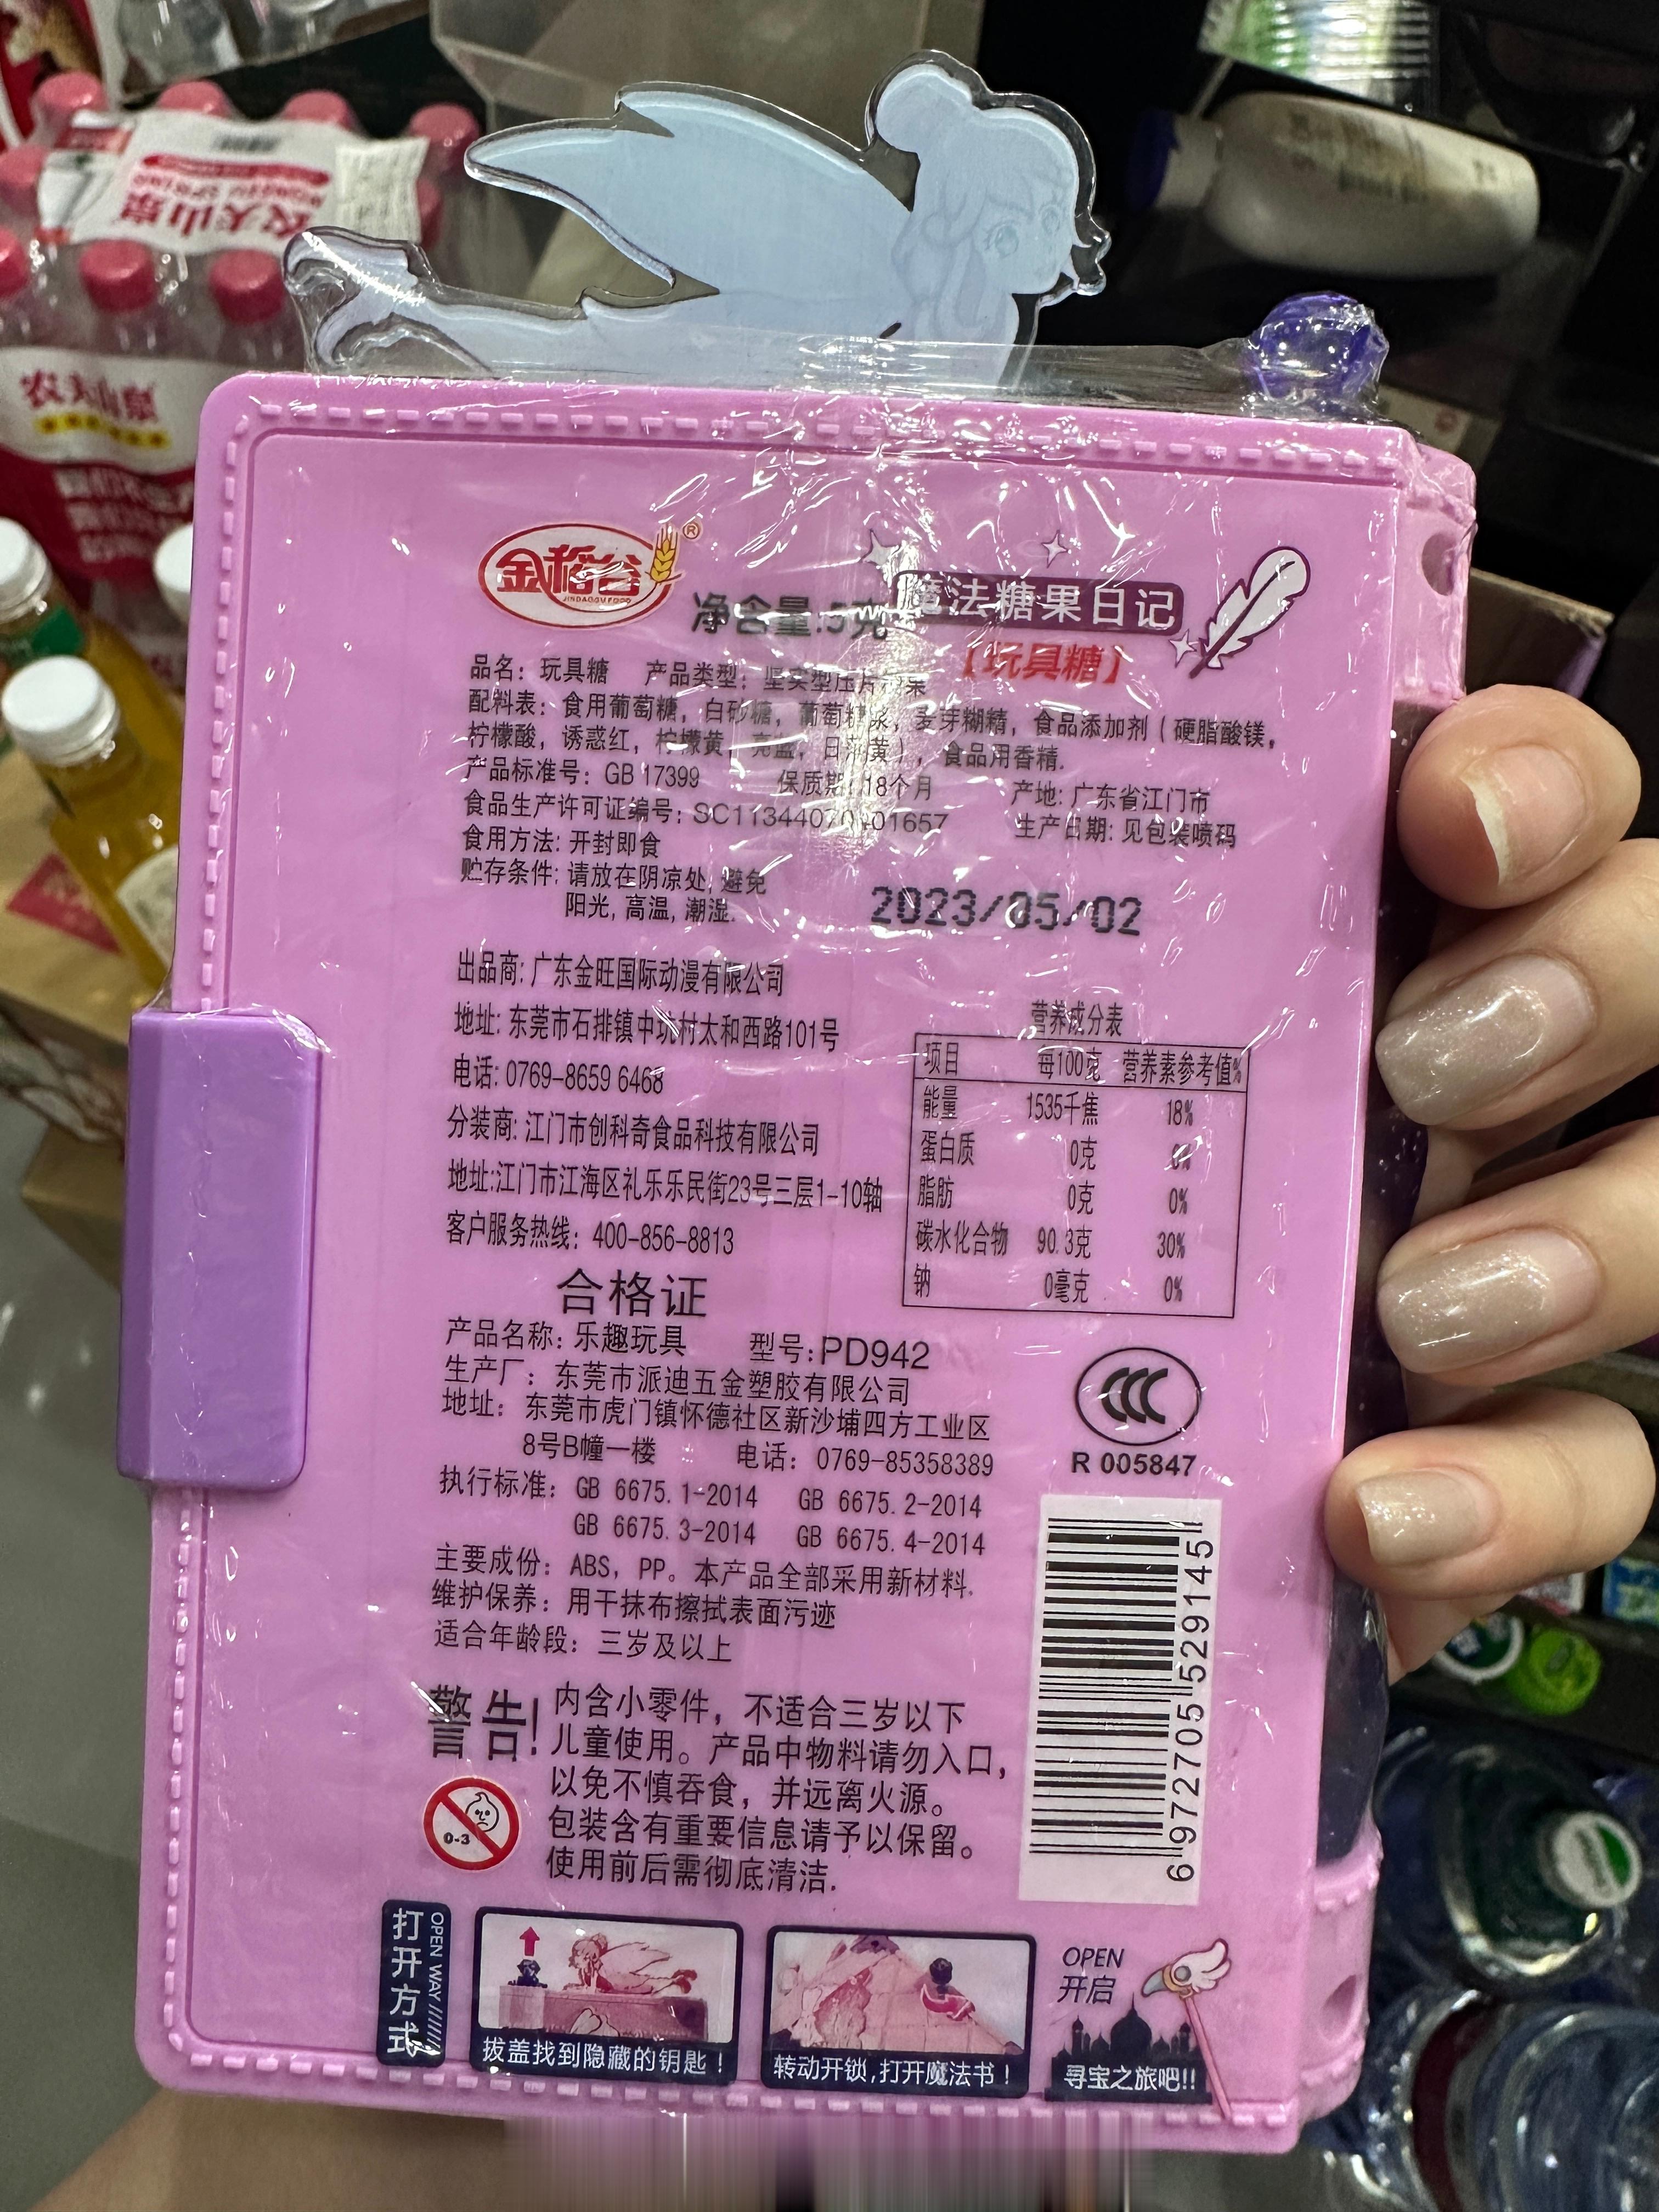 农夫山泉
农夫山泉
金稻谷®
JINDAOGU FOOD
净含量:5克
魔法糖果日记
【玩具糖】
品名：玩具糖 产品类型：坚实型压片糖果
配料表：食用葡萄糖，白砂糖，葡萄糖浆，麦芽糊精，食品添加剂（硬脂酸镁，
柠檬酸，诱惑红，柠檬黄，亮蓝，日落黄），食品用香精.
产品标准号：GB 17399 保质期:18个月 产地：广东省江门市
食品生产许可证编号：SC11344070401657 生产日期：见包装喷码
食用方法：开封即食
贮存条件：请放在阴凉处，避免
阳光,高温,潮湿.
2023/05/02
出品商:广东金旺国际动漫有限公司
地址:东莞市石排镇中坑村太和西路101号
电话:0769-8659 6468
分装商:江门市创科奇食品科技有限公司
地址:江门市江海区礼乐乐民街23号三层1-10轴
客户服务热线：400-856-8813
营养成分表
项目 每100克 营养素参考值%
能量 1535千焦 18%
蛋白质 0克 0%
脂肪 0克 0%
碳水化合物 90.3克 30%
钠 0毫克 0%
合格证
产品名称：乐趣玩具 型号:PD942
生产厂：东莞市派迪五金塑胶有限公司
地址：东莞市虎门镇怀德社区新沙埔四方工业区
8号B幢一楼 电话：0769-85358389
执行标准：GB 6675.1-2014 GB 6675.2-2014
GB 6675.3-2014 GB 6675.4-2014
主要成份：ABS，PP。本产品全部采用新材料.
维护保养：用干抹布擦拭表面污迹
适合年龄段：三岁及以上
CCC
R 005847
6972705529145
警告!
内含小零件，不适合三岁以下
儿童使用。产品中物料请勿入口，
以免不慎吞食，并远离火源。
包装含有重要信息请予以保留。
使用前后需彻底清洁.
0-3
打开方式
OPEN WAY///////
拔盖找到隐藏的钥匙！
转动开锁,打开魔法书！
OPEN
开启
寻宝之旅吧!!